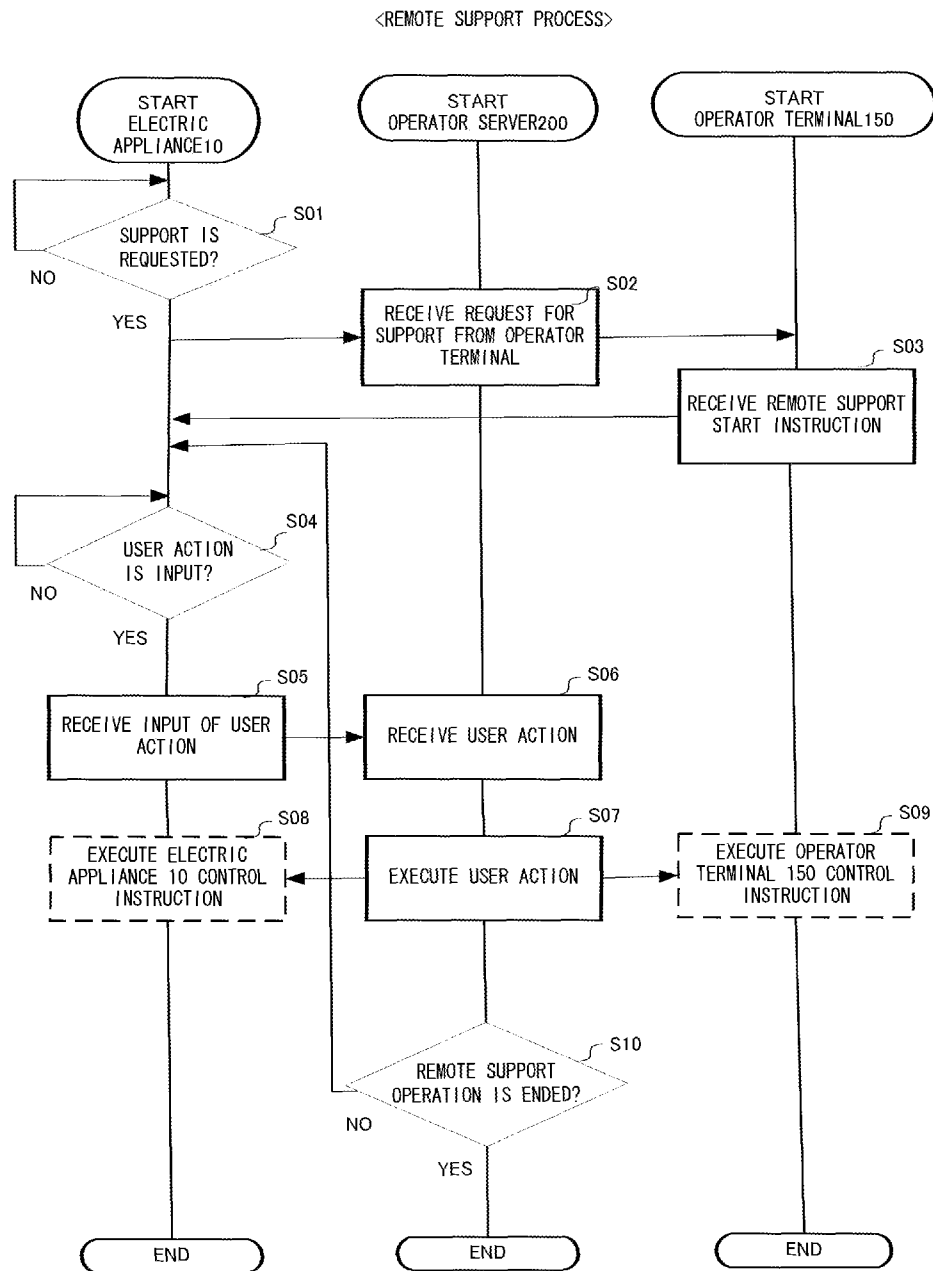 <REMOTE SUPPORT PROCESS>
START
ELECTRIC
APPLIANCE10
START
OPERATOR SERVER200
START
OPERATOR TERMINAL150
S01
SUPPORT IS
REQUESTED?
NO
YES
S02
RECEIVE REQUEST FOR
SUPPORT FROM OPERATOR
TERMINAL
S03
RECEIVE REMOTE SUPPORT
START INSTRUCTION
S04
USER ACTION
IS INPUT?
NO
YES
S05
RECEIVE INPUT OF USER
ACTION
S06
RECEIVE USER ACTION
S07
EXECUTE USER ACTION
S08
EXECUTE ELECTRIC
APPLIANCE 10 CONTROL
INSTRUCTION
S09
EXECUTE OPERATOR
TERMINAL 150 CONTROL
INSTRUCTION
S10
REMOTE SUPPORT
OPERATION IS ENDED?
NO
YES
END
END
END